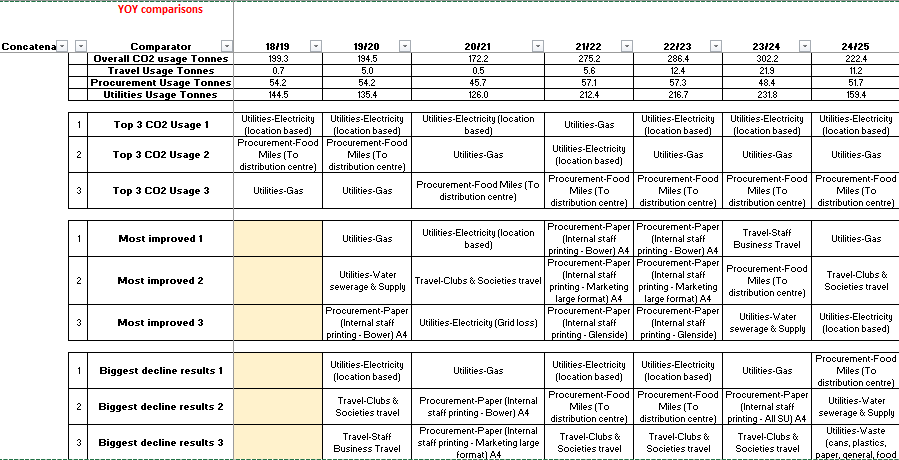 YOY comparisons
Concatena Comparator 18/19 19/20 20/21 21/22 22/23 23/24 24/25
Overall CO2 usage Tonnes 199.3 194.5 172.2 275.2 286.4 302.2 222.4
Travel Usage Tonnes 0.7 5.0 0.5 5.6 12.4 21.9 11.2
Procurement Usage Tonnes 54.2 54.2 45.7 57.1 57.3 48.4 51.7
Utilities Usage Tonnes 144.5 135.4 126.0 212.4 216.7 231.8 159.4
1 Top 3 CO2 Usage 1 Utilities-Electricity (location based) Utilities-Electricity (location based) Utilities-Electricity (location based) Utilities-Gas Utilities-Electricity (location based) Utilities-Electricity (location based) Utilities-Electricity (location based)
2 Top 3 CO2 Usage 2 Procurement-Food Miles (To distribution centre) Procurement-Food Miles (To distribution centre) Utilities-Gas Utilities-Electricity (location based) Utilities-Gas Utilities-Gas Utilities-Gas
3 Top 3 CO2 Usage 3 Utilities-Gas Utilities-Gas Procurement-Food Miles (To distribution centre) Procurement-Food Miles (To distribution centre) Procurement-Food Miles (To distribution centre) Procurement-Food Miles (To distribution centre) Procurement-Food Miles (To distribution centre)
1 Most improved 1 Utilities-Gas Utilities-Electricity (location based) Procurement-Paper (Internal staff printing - Bower) A4 Procurement-Paper (Internal staff printing - Bower) A4 Travel-Staff Business Travel Utilities-Gas
2 Most improved 2 Utilities-Water sewerage & Supply Travel-Clubs & Societies travel Procurement-Paper (Internal staff printing - Marketing large format) A4 Procurement-Paper (Internal staff printing - Marketing large format) A4 Procurement-Food Miles (To distribution centre) Travel-Clubs & Societies travel
3 Most improved 3 Procurement-Paper (Internal staff printing - Bower) A4 Utilities-Electricity (Grid loss) Procurement-Paper (Internal staff printing - Glenside) Procurement-Paper (Internal staff printing - Glenside) Utilities-Water sewerage & Supply Utilities-Electricity (location based)
1 Biggest decline results 1 Utilities-Electricity (location based) Utilities-Gas Utilities-Electricity (location based) Utilities-Electricity (location based) Utilities-Gas Procurement-Food Miles (To distribution centre)
2 Biggest decline results 2 Travel-Clubs & Societies travel Procurement-Paper (Internal staff printing - Bower) A4 Procurement-Food Miles (To distribution centre) Procurement-Food Miles (To distribution centre) Procurement-Paper (Internal staff printing - All SU) A4 Utilities-Water sewerage & Supply
3 Biggest decline results 3 Travel-Staff Business Travel Procurement-Paper (Internal staff printing - Marketing large format) A4 Travel-Clubs & Societies travel Travel-Clubs & Societies travel Travel-Clubs & Societies travel Utilities-Waste (cans, plastics, paper, general, food